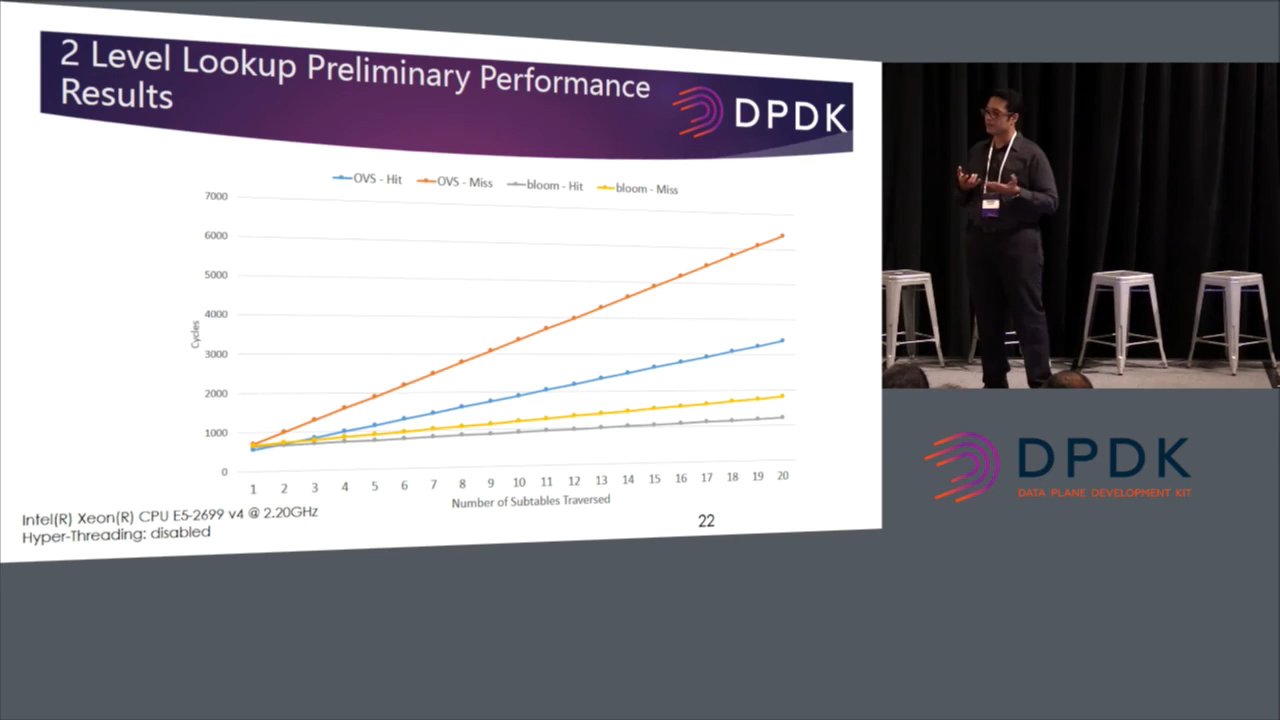 2 Level Lookup Preliminary Performance
Results
DPDK
OVS - Hit OVS - Miss bloom - Hit bloom - Miss
7000
6000
5000
4000
3000
2000
1000
0
Cycles
1 2 3 4 5 6 7 8 9 10 11 12 13 14 15 16 17 18 19 20
Number of Subtables Traversed
Intel(R) Xeon(R) CPU E5-2699 v4 @ 2.20GHz
Hyper-Threading: disabled
22
DPDK
DATA PLANE DEVELOPMENT KIT